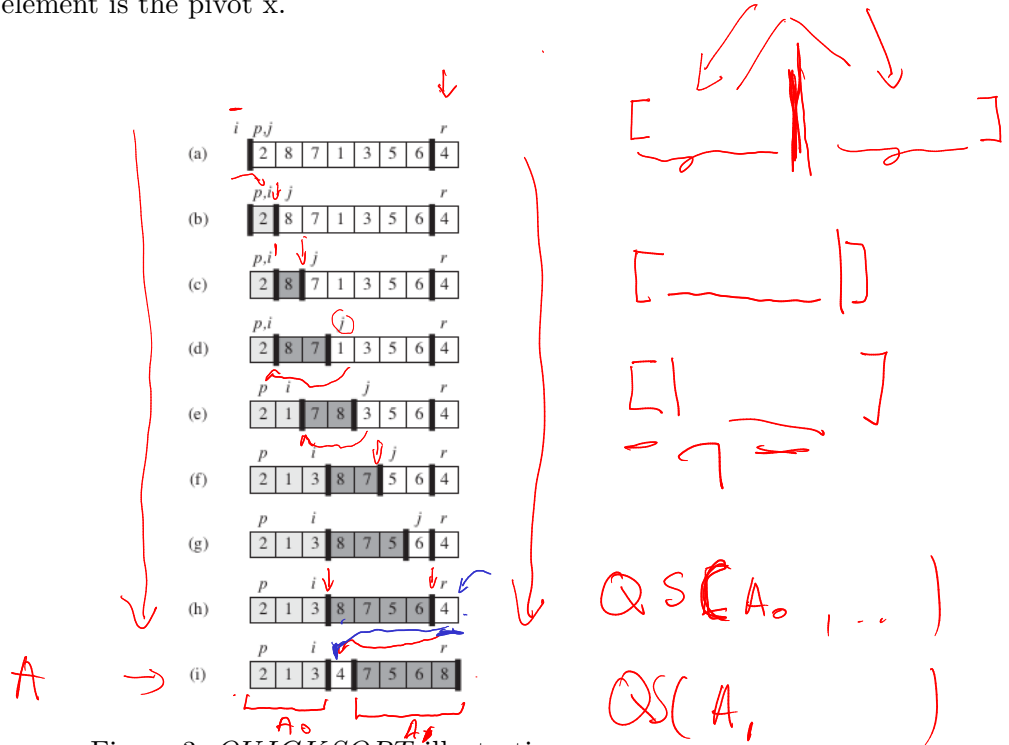 element is the pivot x.
i p,j r
(a) 2 8 7 1 3 5 6 4
p,i j r
(b) 2 8 7 1 3 5 6 4
p,i j r
(c) 2 8 7 1 3 5 6 4
p,i j r
(d) 2 8 7 1 3 5 6 4
p i j r
(e) 2 1 7 8 3 5 6 4
p i j r
(f) 2 1 3 8 7 5 6 4
p i j r
(g) 2 1 3 8 7 5 6 4
p i r
(h) 2 1 3 8 7 5 6 4
QS(A₀, ...)
p i r
A → (i) 2 1 3 4 7 5 6 8
QS(A₁ )
A₀ A₁